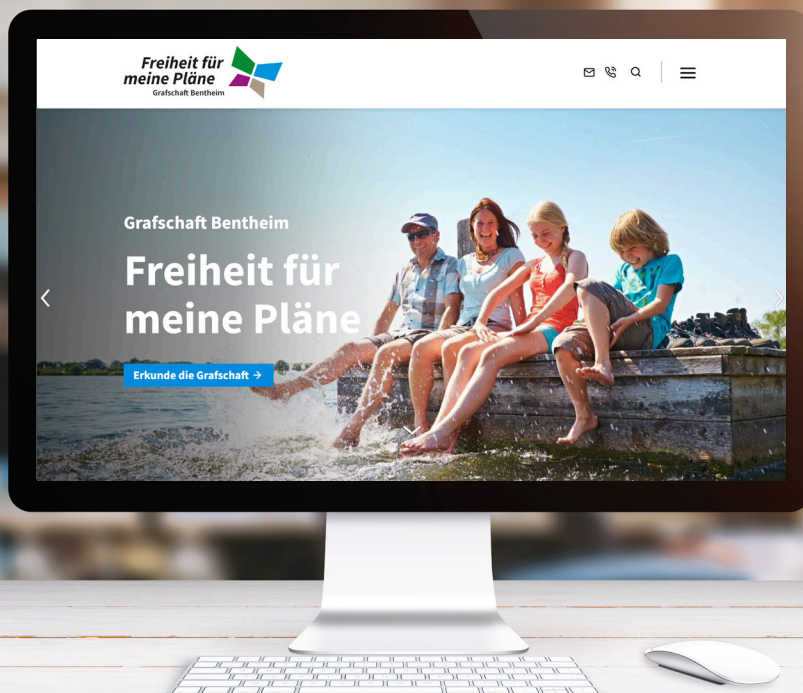 Freiheit für
meine Pläne
Grafschaft Bentheim
Grafschaft Bentheim
Freiheit für
meine Pläne
Erkunde die Grafschaft →